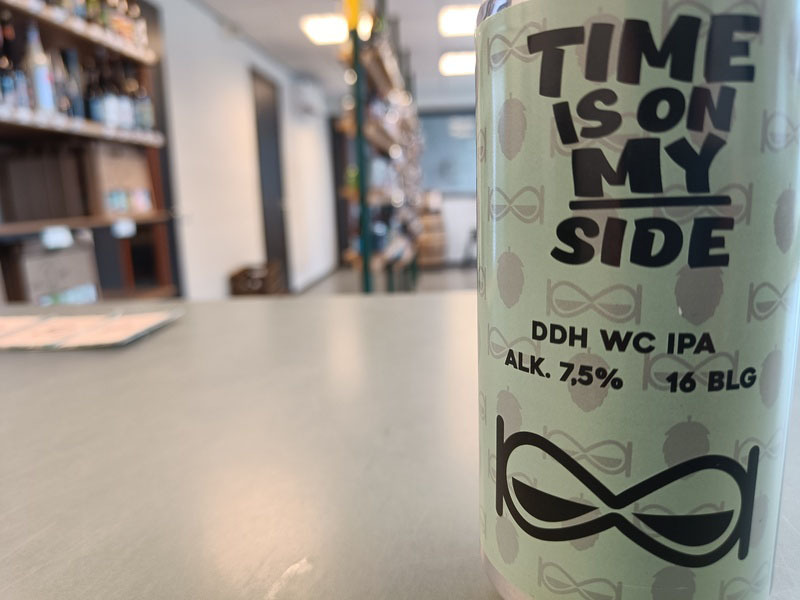 TIME
IS ON
MY
SIDE
DDH WC IPA
ALK. 7,5% 16 BLG